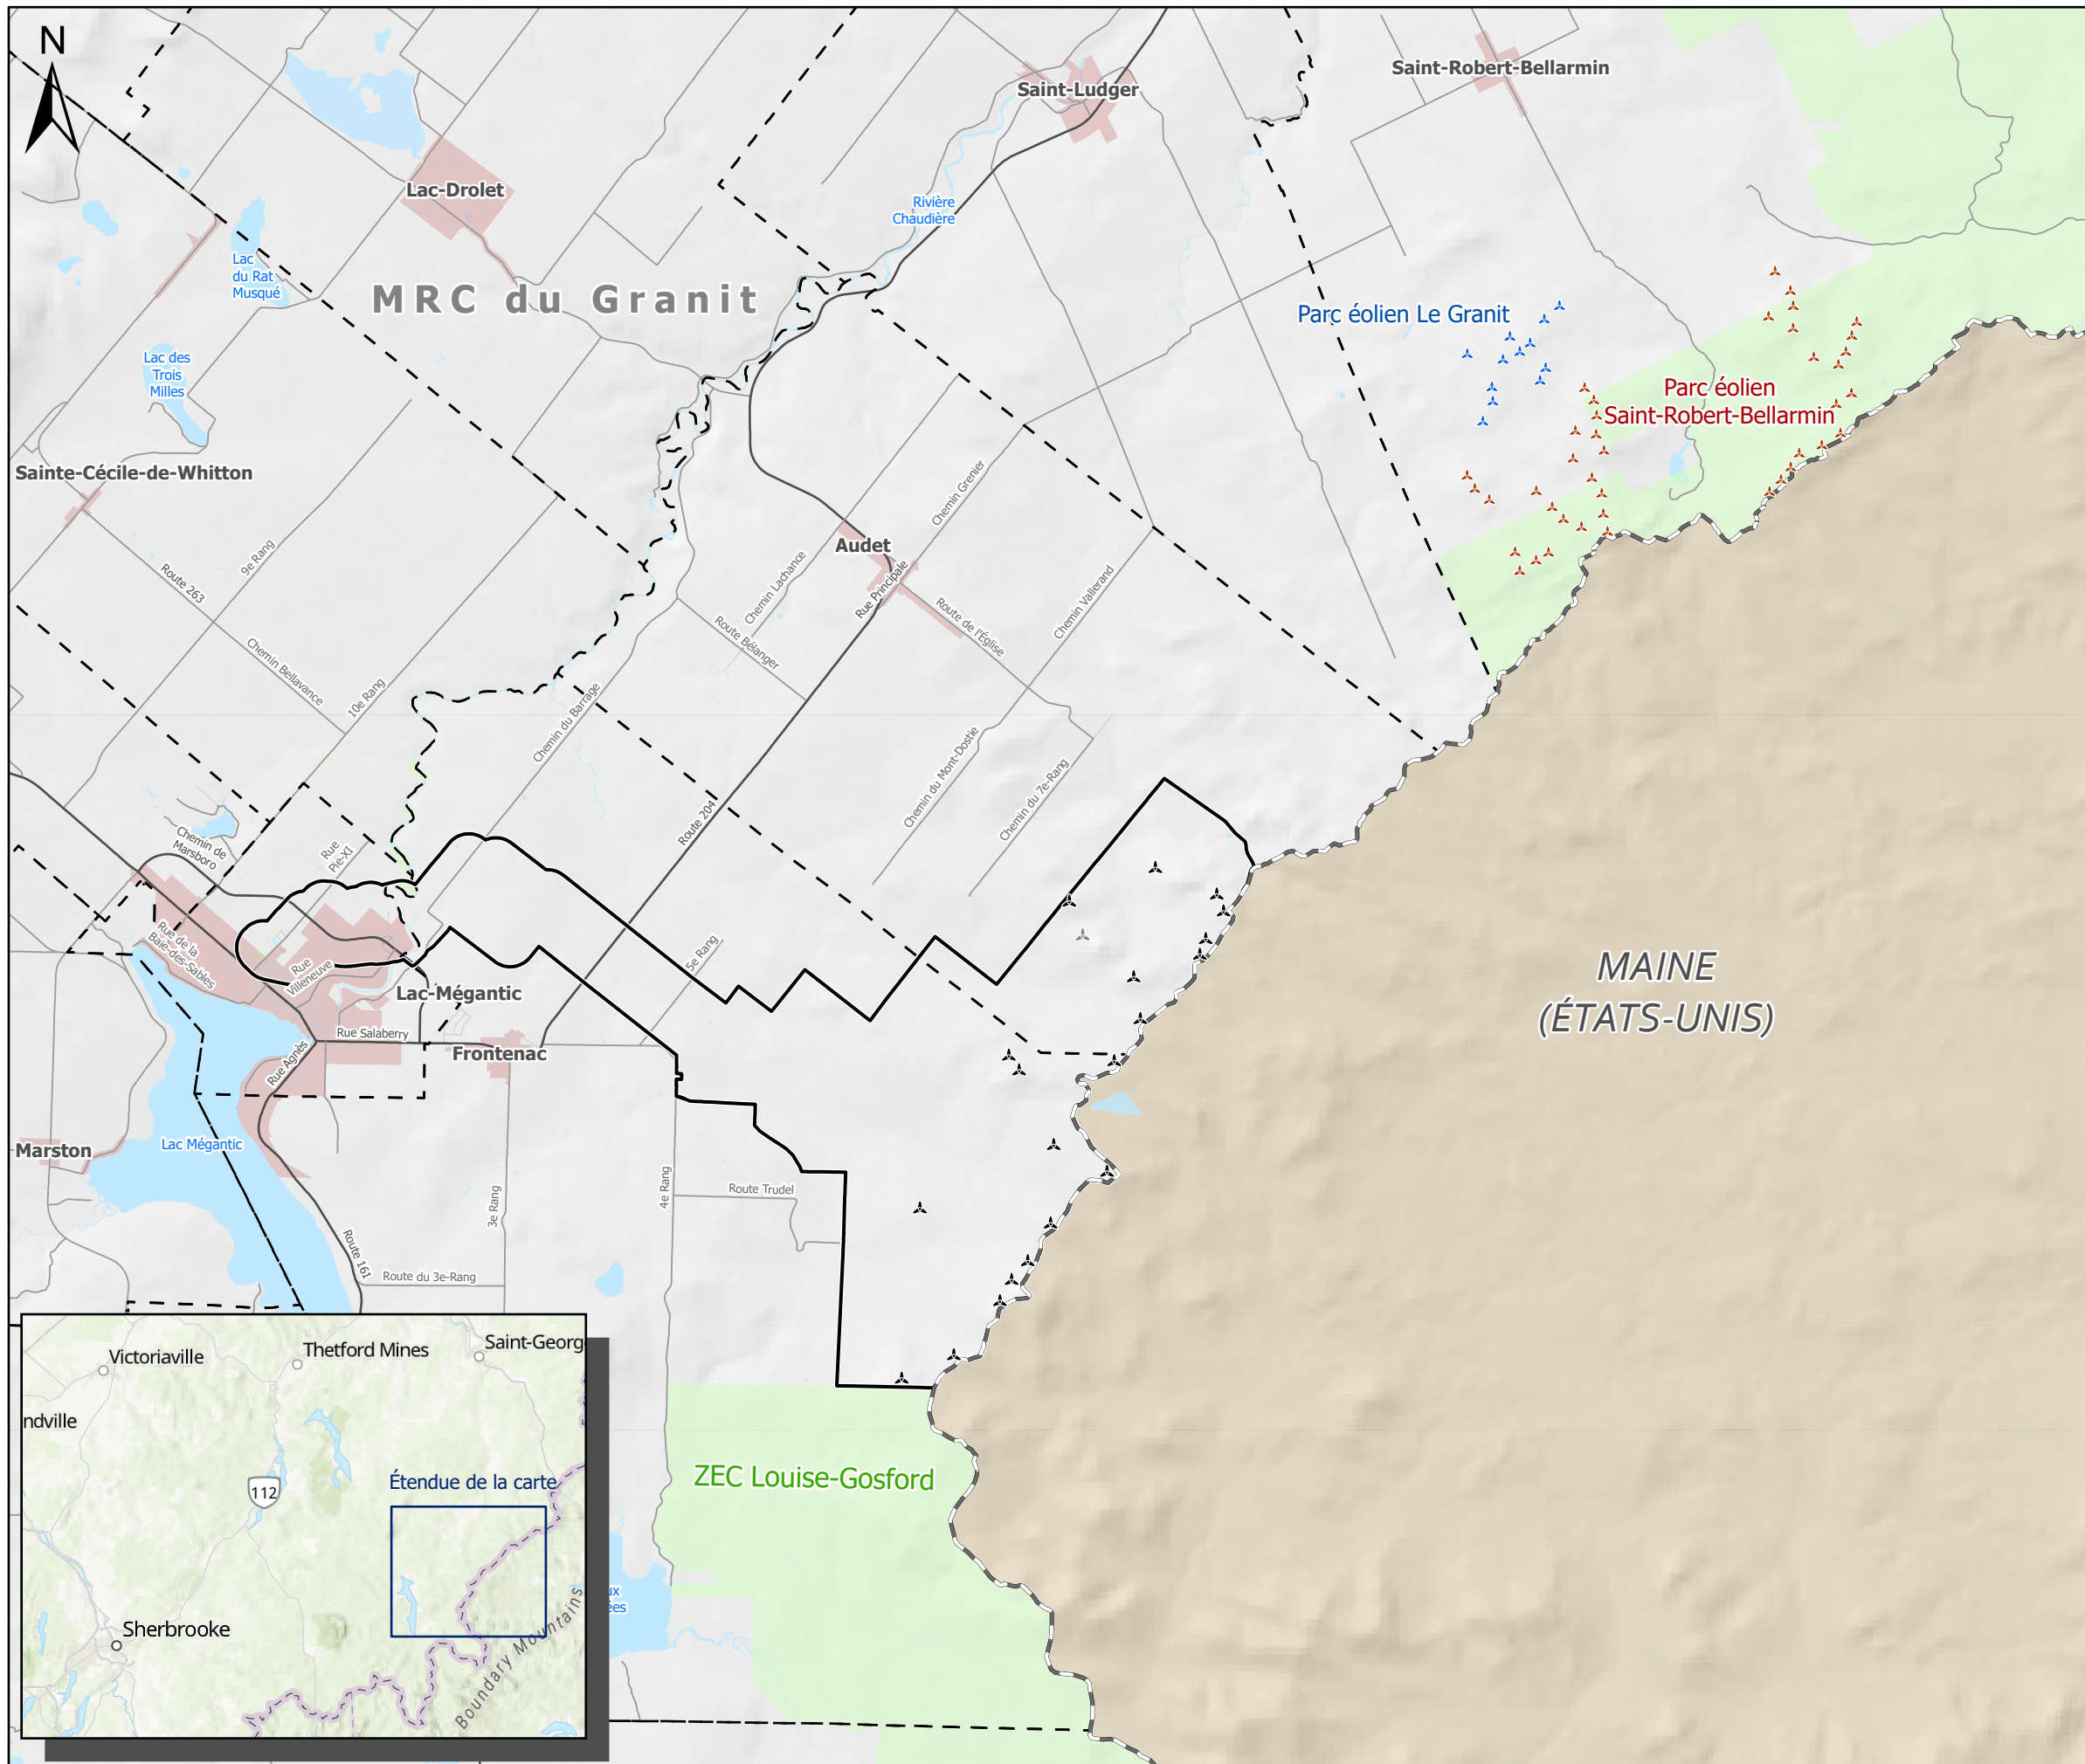 N
Saint-Robert-Bellarmin
Saint-Ludger
Lac-Drolet
Rivière
Chaudière
Lac
du Rat
Musqué
MRC du Granit
Parc éolien Le Granit
Lac des
Trois
Milles
Parc éolien
Saint-Robert-Bellarmin
Sainte-Cécile-de-Whitton
Chemin Grenier
Audet
9e Rang
Route 263
Chemin Lachance
Rue Principale
Chemin Vallerand
Route de l'Église
Route Bélanger
Chemin Bellavance
10e Rang
Chemin du Barrage
Chemin du Mont-Dostie
Chemin du 7e-Rang
Route 204
Chemin de
Marsboro
Rue
Pie-XI
Rue de la
Baie-des-Sables
5e Rang
Rue
Villeneuve
MAINE
(ÉTATS-UNIS)
Lac-Mégantic
Rue Salaberry
Frontenac
Rue Agnès
Marston
Lac Mégantic
4e Rang
Route Trudel
3e Rang
Route 161
Route du 3e-Rang
Victoriaville
Thetford Mines
Saint-Georg
ndville
Étendue de la carte
112
ZEC Louise-Gosford
ux
ées
Sherbrooke
Boundary Mountains